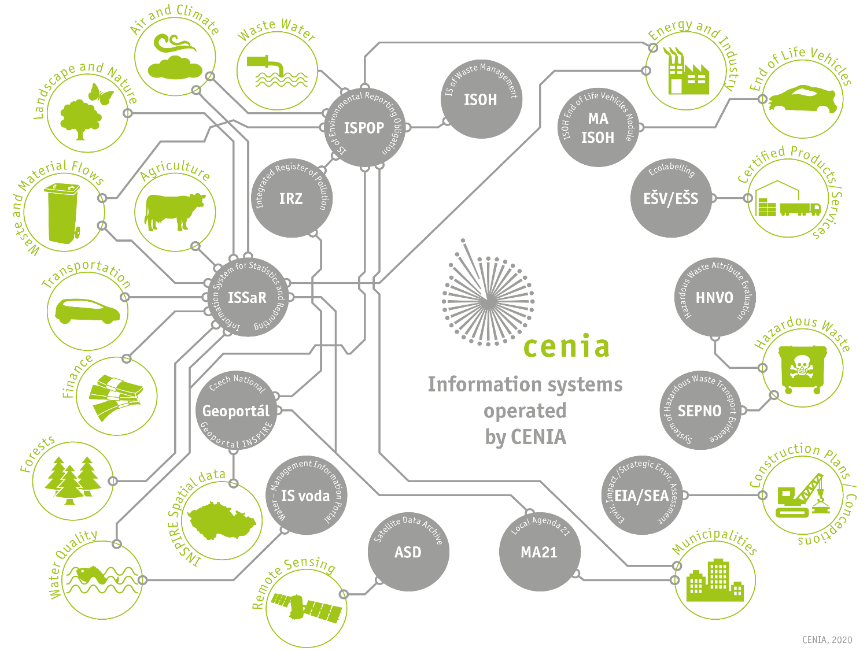 Air and Climate
Waste Water
Energy and Industry
End of Life Vehicles
Landscape and Nature
IS of Environmental Reporting Obligation
ISPOP
IS of Waste Management
ISOH
ISOH End of Life Vehicles Module
MA
ISOH
Waste and Material Flows
Agriculture
Integrated Register of Pollution
IRZ
Ecolabelling
EŠV/EŠS
Certified Products/Services
Transportation
Information System for Statistics and Reporting
ISSaR
Hazardous Waste Attribute Evaluation
HNVO
Hazardous Waste
cenia
Information systems
operated
by CENIA
Finance
Czech National
Geoportál
Geoportal INSPIRE
System of Hazardous Waste Transport Evidence
SEPNO
Forests
INSPIRE Spatial data
Water - Management Information Portal
IS voda
Envir. Impact/Strategic Envir. Assessment
EIA/SEA
Construction Plans / Conceptions
Water Quality
Remote Sensing
Satellite Data Archive
ASD
Local Agenda 21
MA21
Municipalities
CENIA, 2020